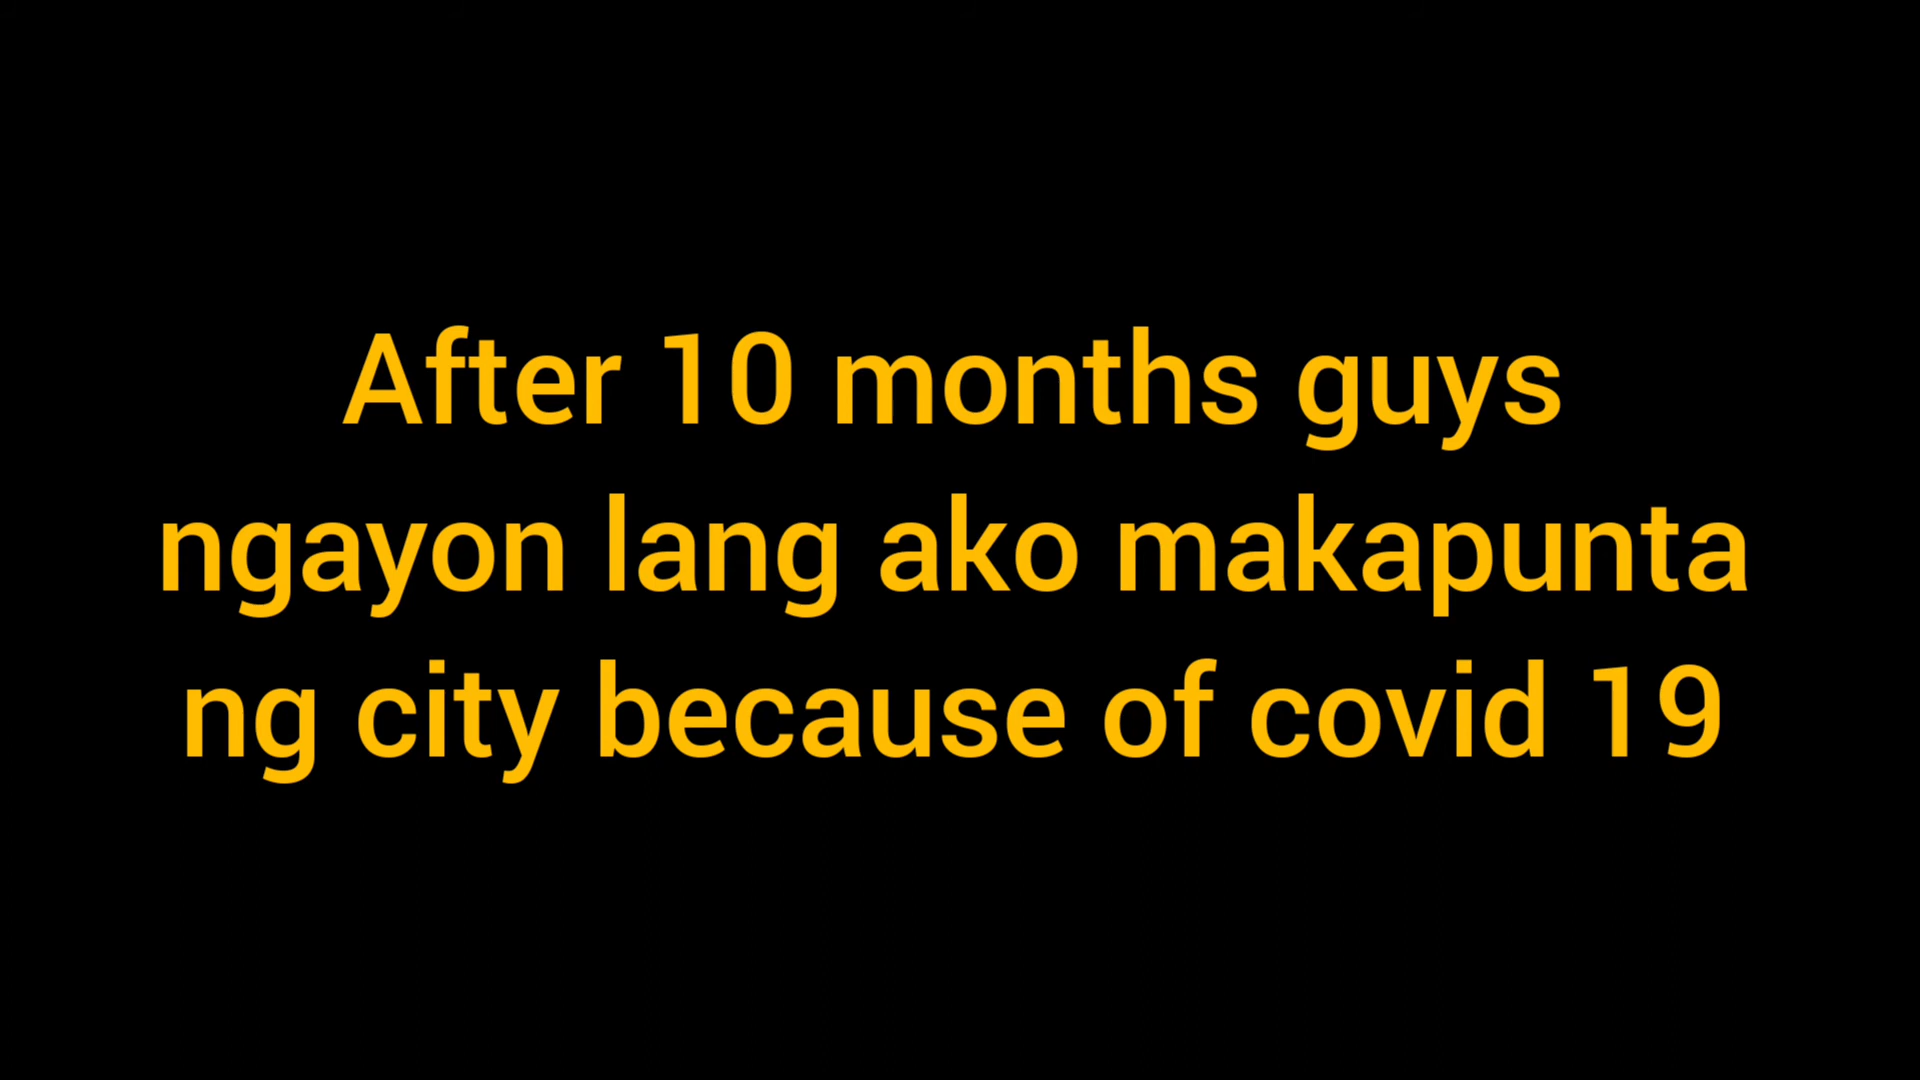 After 10 months guys
ngayon lang ako makapunta
ng city because of covid 19